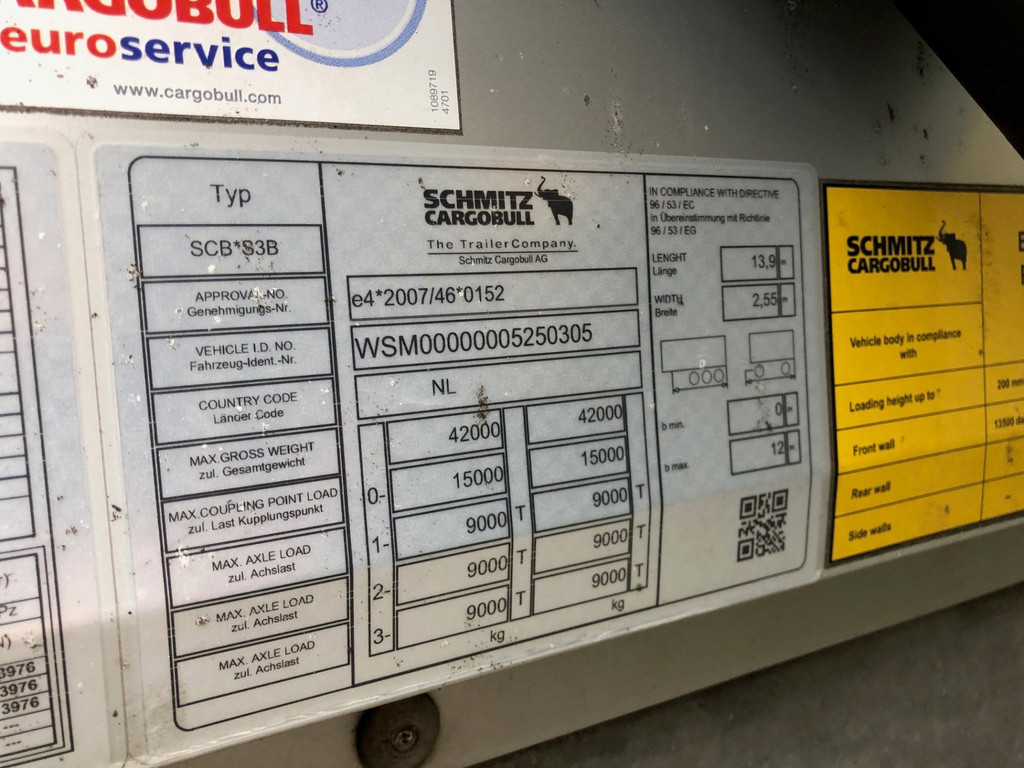 CARGOBULL®
euroservice
www.cargobull.com
1089719
4701
Typ
SCB*S3B
APPROVAL-NO.
Genehmigungs-Nr.
VEHICLE I.D. NO.
Fahrzeug-Ident.-Nr.
COUNTRY CODE
Länder Code
MAX.GROSS WEIGHT
zul. Gesamtgewicht
MAX.COUPLING POINT LOAD
zul. Last Kupplungspunkt
MAX. AXLE LOAD
zul. Achslast
MAX. AXLE LOAD
zul. Achslast
MAX. AXLE LOAD
zul. Achslast
SCHMITZ
CARGOBULL
The Trailer Company.
Schmitz Cargobull AG
e4*2007/46*0152
WSM00000005250305
NL
42000 42000
0- 15000 15000
1- 9000 T 9000 T
2- 9000 T 9000 T
3- 9000 T 9000 T
kg kg
IN COMPLIANCE WITH DIRECTIVE
96 / 53 / EC
In Übereinstimmung mit Richtlinie
96 / 53 / EG
LENGHT
Länge
13,9 m
WIDTH
Breite
2,55 m
b min. 0 m
b max. 12 m
SCHMITZ
CARGOBULL
Vehicle body in compliance
with
Loading height up to
200 mm
Front wall
13500 da
Rear wall
--
Side walls
--
3976
3976
3976
---
---